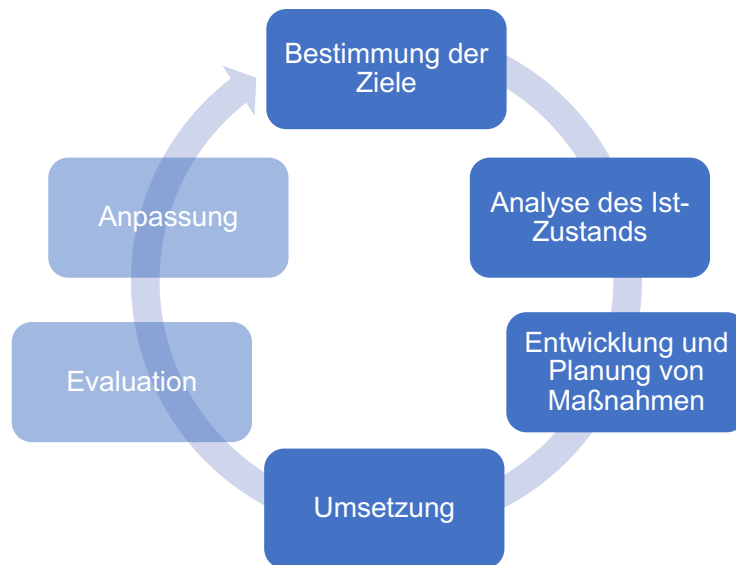 Bestimmung der
Ziele
Analyse des Ist-
Zustands
Entwicklung und
Planung von
Maßnahmen
Umsetzung
Evaluation
Anpassung